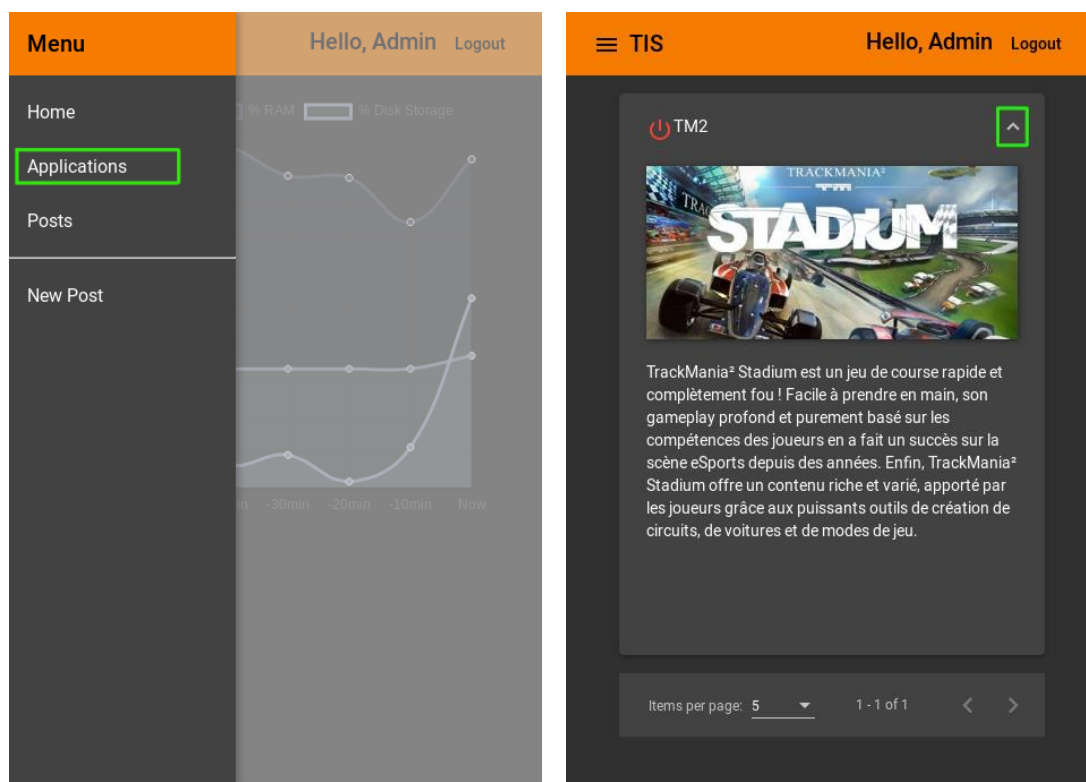 Menu
Hello, Admin Logout
Home
Applications
Posts
New Post
% RAM % Disk Storage
-30min -20min -10min Now
TIS
Hello, Admin Logout
TM2
TRACKMANIA²
STADIUM
TrackMania² Stadium est un jeu de course rapide et
complètement fou ! Facile à prendre en main, son
gameplay profond et purement basé sur les
compétences des joueurs en a fait un succès sur la
scène eSports depuis des années. Enfin, TrackMania²
Stadium offre un contenu riche et varié, apporté par
les joueurs grâce aux puissants outils de création de
circuits, de voitures et de modes de jeu.
Items per page: 5 1 - 1 of 1